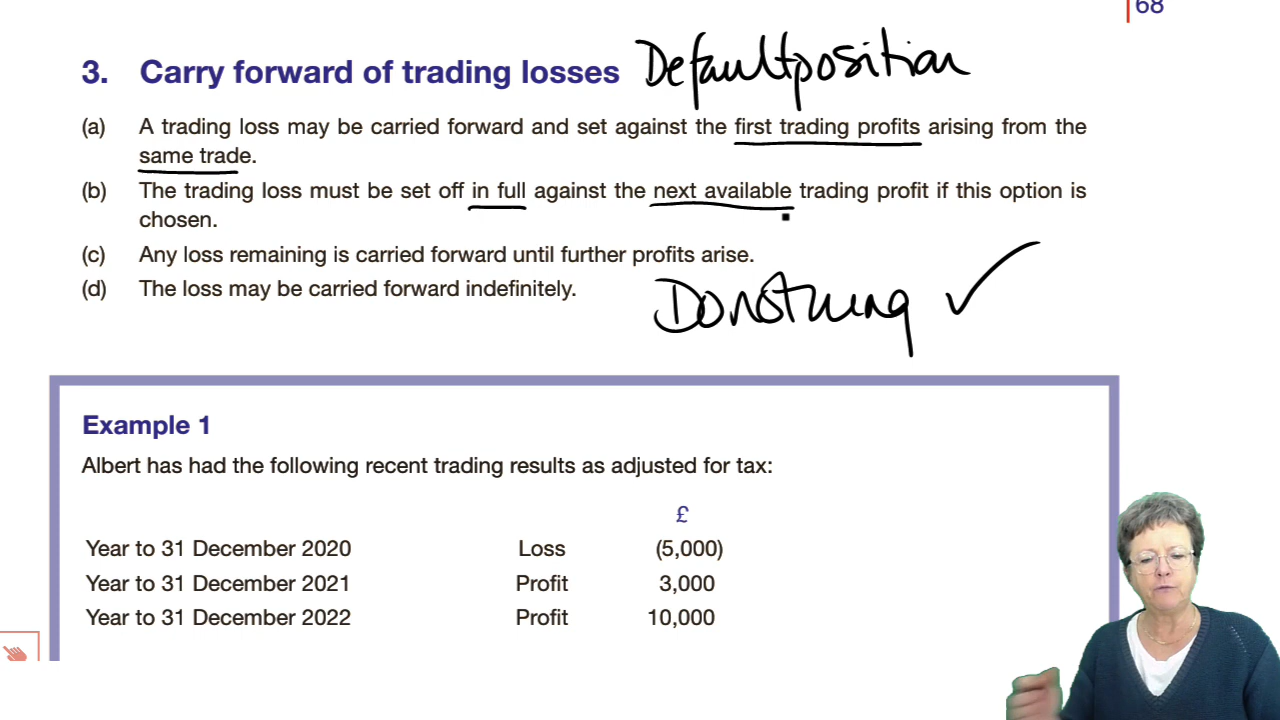 68
3. Carry forward of trading losses Default position
(a) A trading loss may be carried forward and set against the first trading profits arising from the
same trade.
(b) The trading loss must be set off in full against the next available trading profit if this option is
chosen.
(c) Any loss remaining is carried forward until further profits arise.
(d) The loss may be carried forward indefinitely.
Do nothing ✓
Example 1
Albert has had the following recent trading results as adjusted for tax:
£
Year to 31 December 2020 Loss (5,000)
Year to 31 December 2021 Profit 3,000
Year to 31 December 2022 Profit 10,000